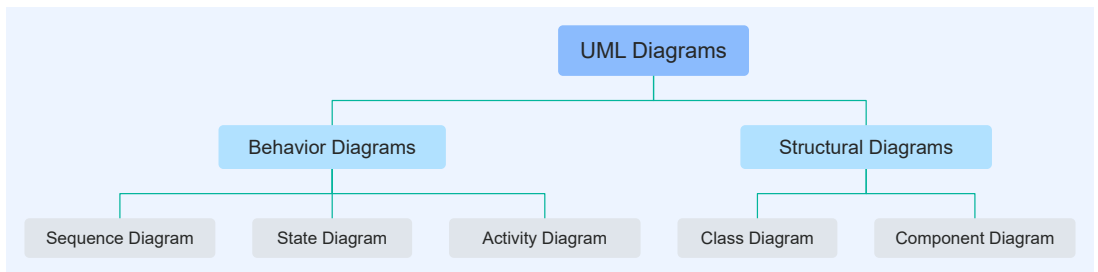 UML Diagrams
Behavior Diagrams
Structural Diagrams
Sequence Diagram
State Diagram
Activity Diagram
Class Diagram
Component Diagram